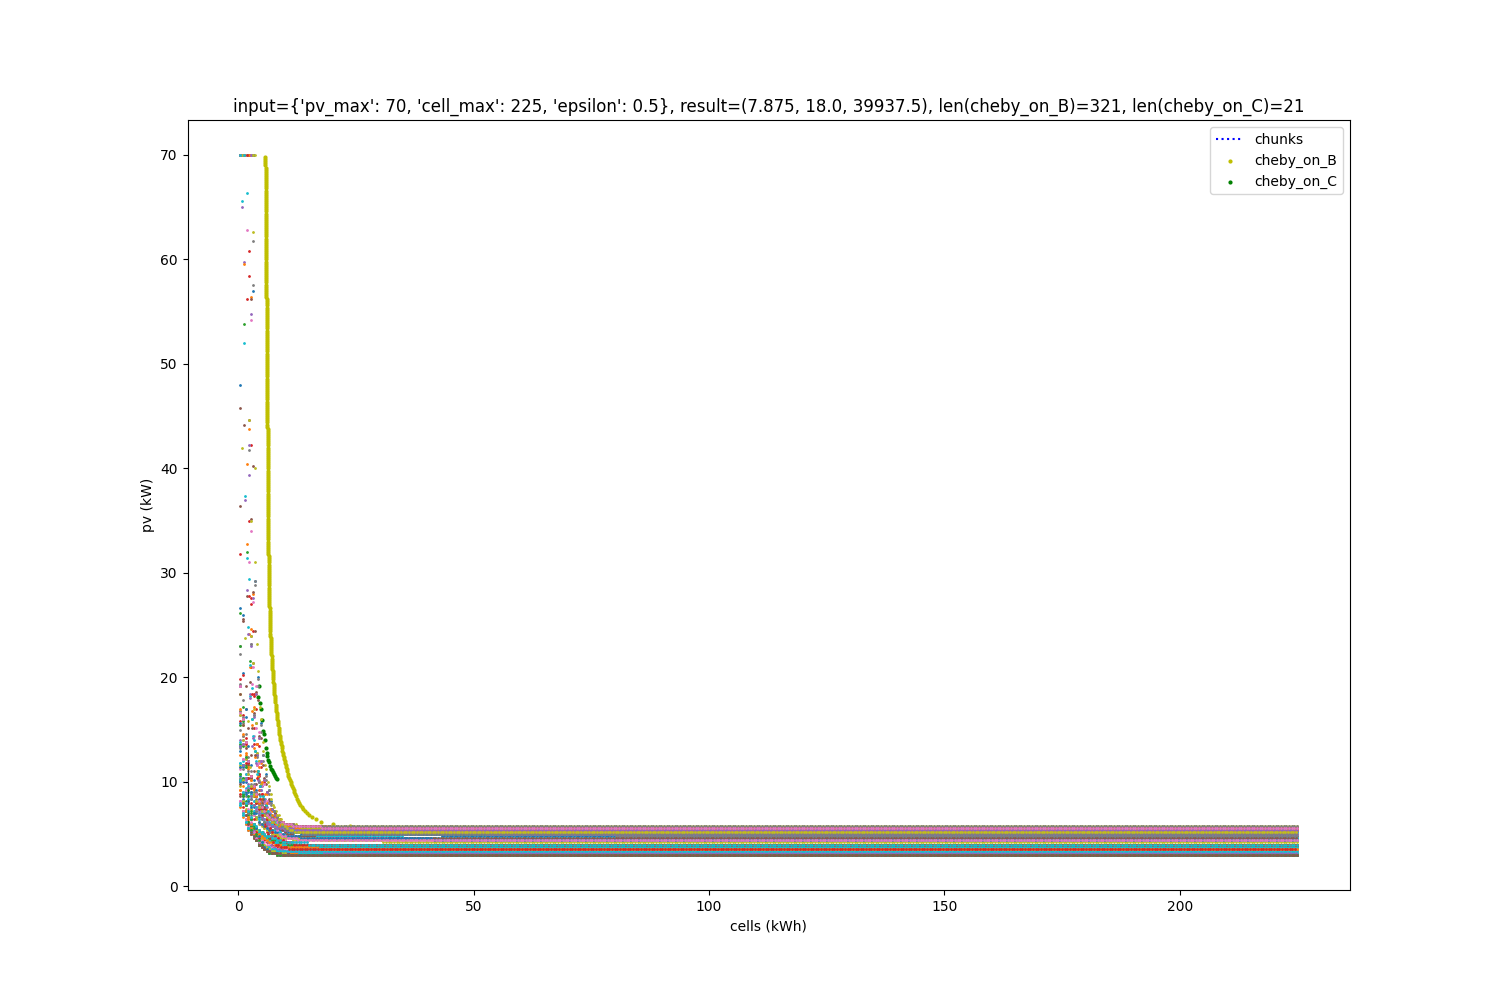 input={'pv_max': 70, 'cell_max': 225, 'epsilon': 0.5}, result=(7.875, 18.0, 39937.5), len(cheby_on_B)=321, len(cheby_on_C)=21
chunks
cheby_on_B
cheby_on_C
70
60
50
40
30
20
10
0
pv (kW)
0
50
100
150
200
cells (kWh)